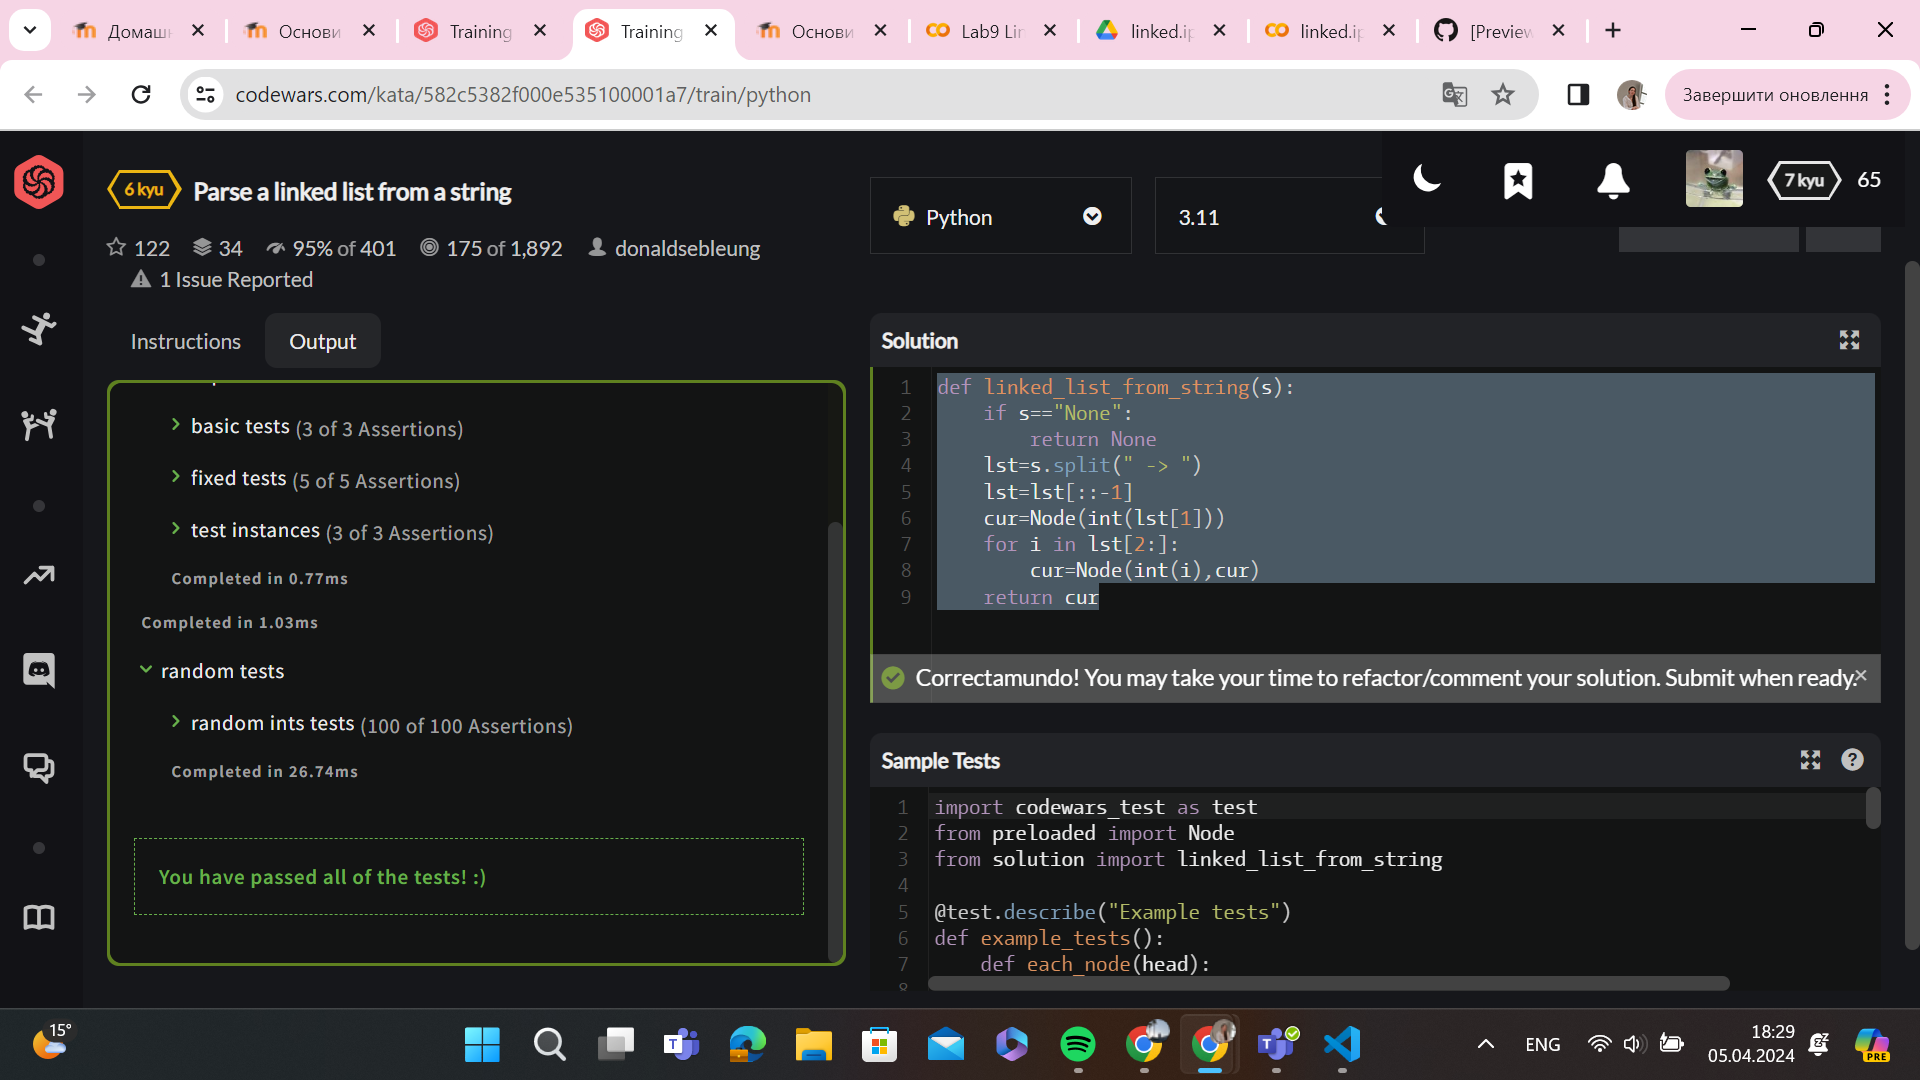 Домашн
Основи
Training
Training
Основи
Lab9 Lin
linked.ip
linked.ip
[Preview
codewars.com/kata/582c5382f000e535100001a7/train/python
Завершити оновлення
6 kyu
Parse a linked list from a string
122
34
95% of 401
175 of 1,892
donaldsebleung
1 Issue Reported
Python
3.11
7 kyu
65
Instructions
Output
basic tests (3 of 3 Assertions)
fixed tests (5 of 5 Assertions)
test instances (3 of 3 Assertions)
Completed in 0.77ms
Completed in 1.03ms
random tests
random ints tests (100 of 100 Assertions)
Completed in 26.74ms
You have passed all of the tests! :)
Solution
1 def linked_list_from_string(s):
2 if s=="None":
3 return None
4 lst=s.split(" -> ")
5 lst=lst[::-1]
6 cur=Node(int(lst[1]))
7 for i in lst[2:]:
8 cur=Node(int(i),cur)
9 return cur
Correctamundo! You may take your time to refactor/comment your solution. Submit when ready.
Sample Tests
1 import codewars_test as test
2 from preloaded import Node
3 from solution import linked_list_from_string
4
5 @test.describe("Example tests")
6 def example_tests():
7 def each_node(head):
8
15°
ENG
18:29
05.04.2024
PRE